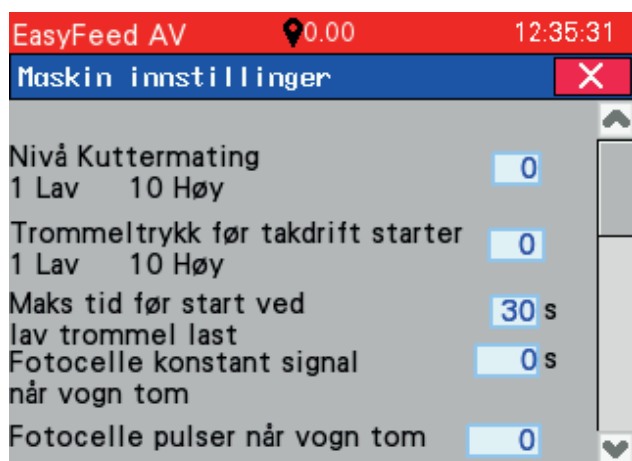 EasyFeed AV 0.00 12:35:31
Maskin innstillinger
Nivå Kuttermating 0
1 Lav 10 Høy
Trommeltrykk før takdrift starter 0
1 Lav 10 Høy
Maks tid før start ved 30 s
lav trommel last
Fotocelle konstant signal 0 s
når vogn tom
Fotocelle pulser når vogn tom 0